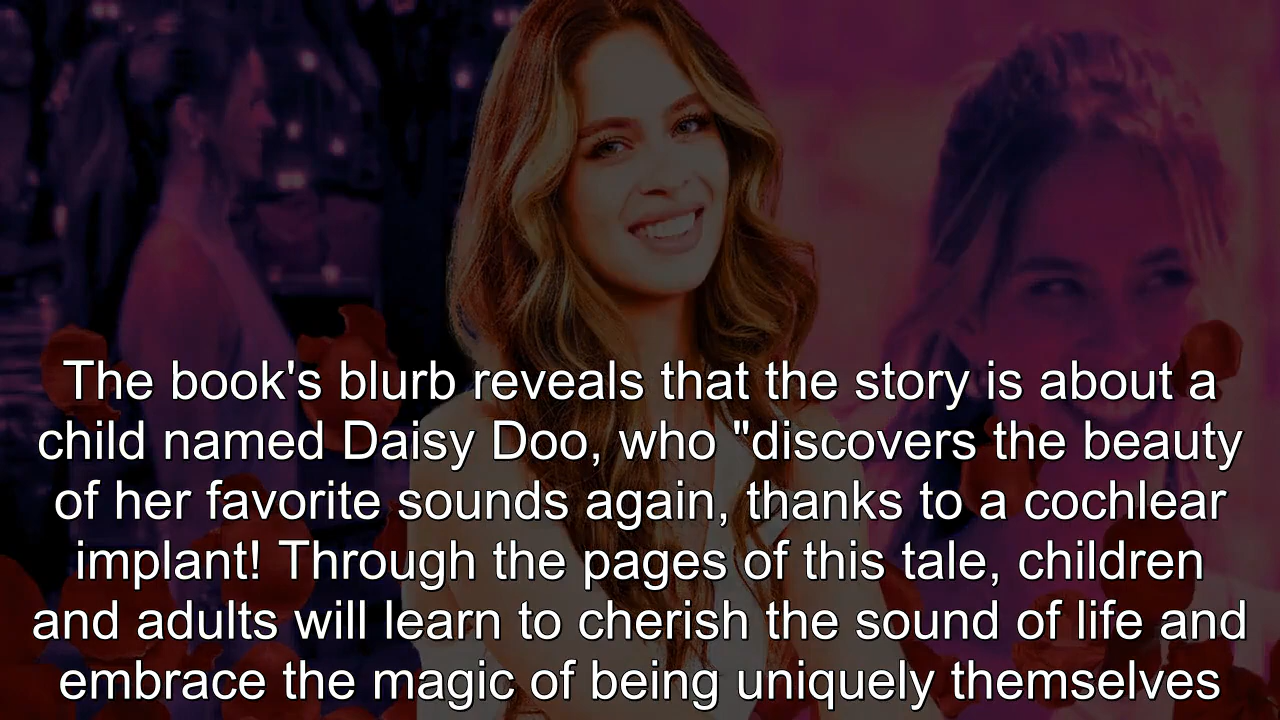 The book's blurb reveals that the story is about a
child named Daisy Doo, who "discovers the beauty
of her favorite sounds again, thanks to a cochlear
implant! Through the pages of this tale, children
and adults will learn to cherish the sound of life and
embrace the magic of being uniquely themselves